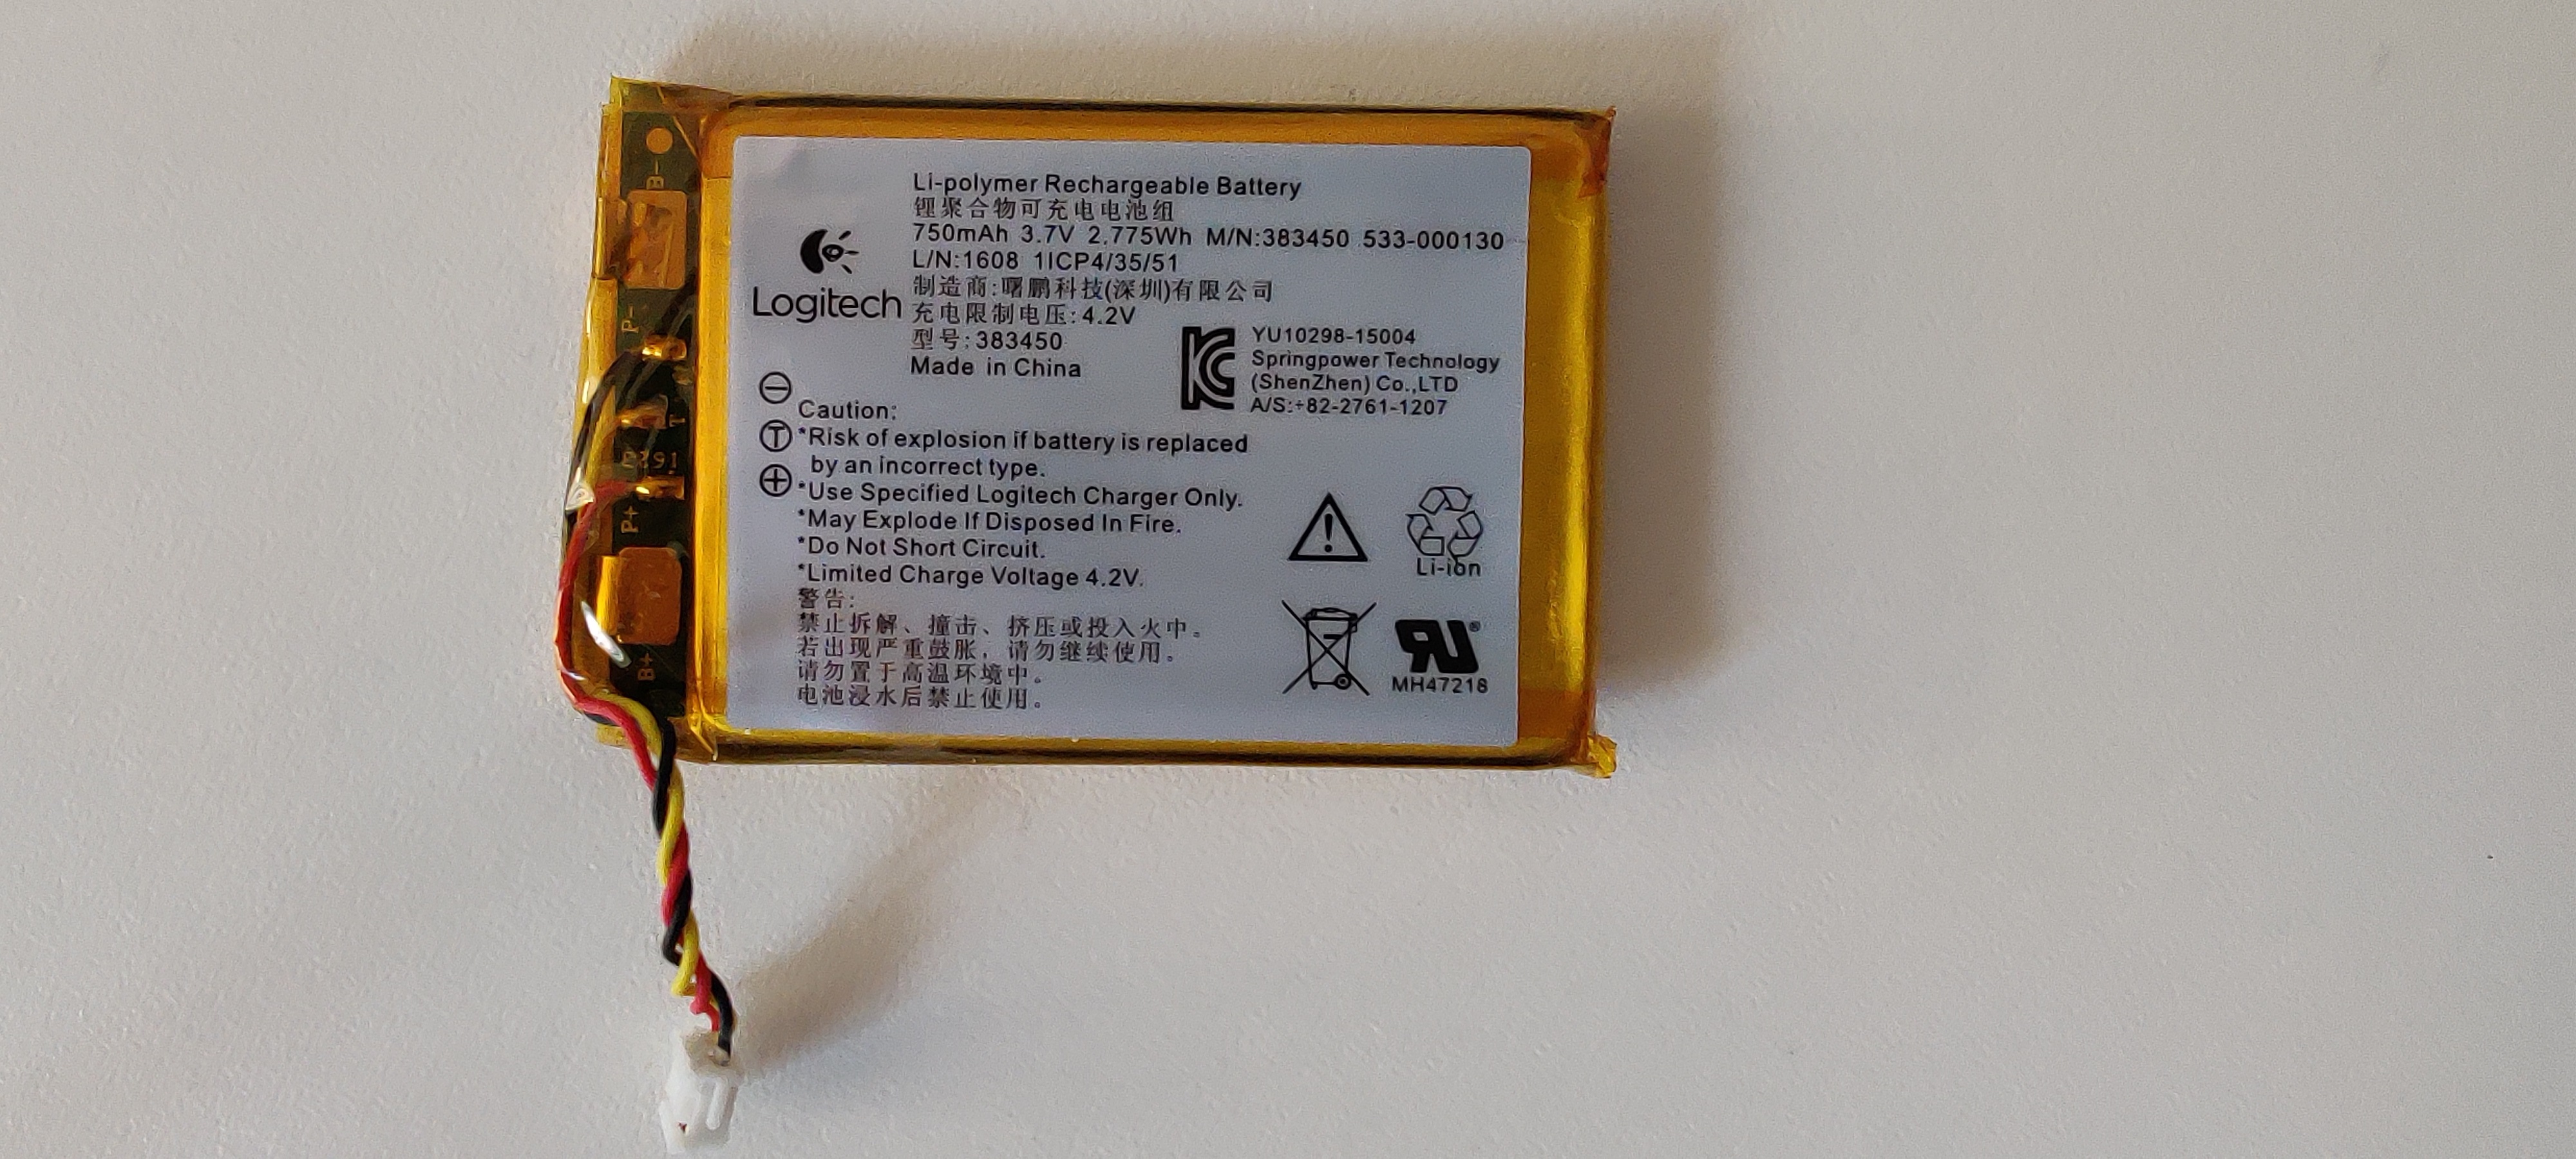 B-
P-
T
P+
B+
Logitech
Li-polymer Rechargeable Battery
锂聚合物可充电电池组
750mAh 3.7V 2.775Wh M/N:383450 533-000130
L/N:1608 1ICP4/35/51
制造商:曙鹏科技(深圳)有限公司
充电限制电压:4.2V
型号:383450
Made in China
YU10298-15004
Springpower Technology
(ShenZhen) Co.,LTD
A/S:+82-2761-1207
T
Caution:
*Risk of explosion if battery is replaced
by an incorrect type.
*Use Specified Logitech Charger Only.
*May Explode If Disposed In Fire.
*Do Not Short Circuit.
*Limited Charge Voltage 4.2V.
警告:
禁止拆解、撞击、挤压或投入火中。
若出现严重鼓胀，请勿继续使用。
请勿置于高温环境中。
电池浸水后禁止使用。
Li-ion
MH47218